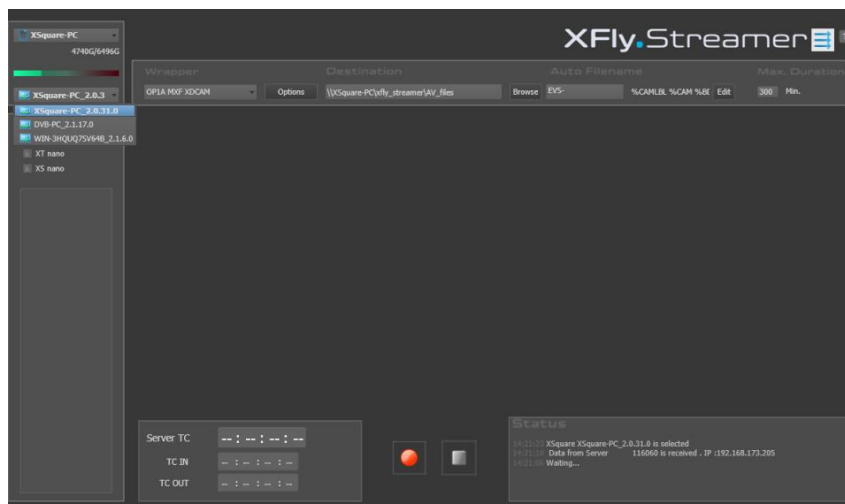 XSquare-PC
4740G/6496G
XFly.Streamer
Wrapper
Destination
Auto Filename
Max. Duration
XSquare-PC_2.0.3
OP1A MXF XDCAM
Options
\\XSquare-PC\xfly_streamer\AV_files
Browse
EVS-
%CAMLBL %CAM %BI
Edit
300 Min.
XSquare-PC_2.0.31.0
DVB-PC_2.1.17.0
WIN-3HQUQ7SV64B_2.1.6.0
XT nano
XS nano
Server TC
-- : -- : -- : --
TC IN
-- : -- : -- : --
TC OUT
-- : -- : -- : --
Status
14:21:23 XSquare XSquare-PC_2.0.31.0 is selected
Data from Server 116060 is received . IP :192.168.173.205
Waiting...